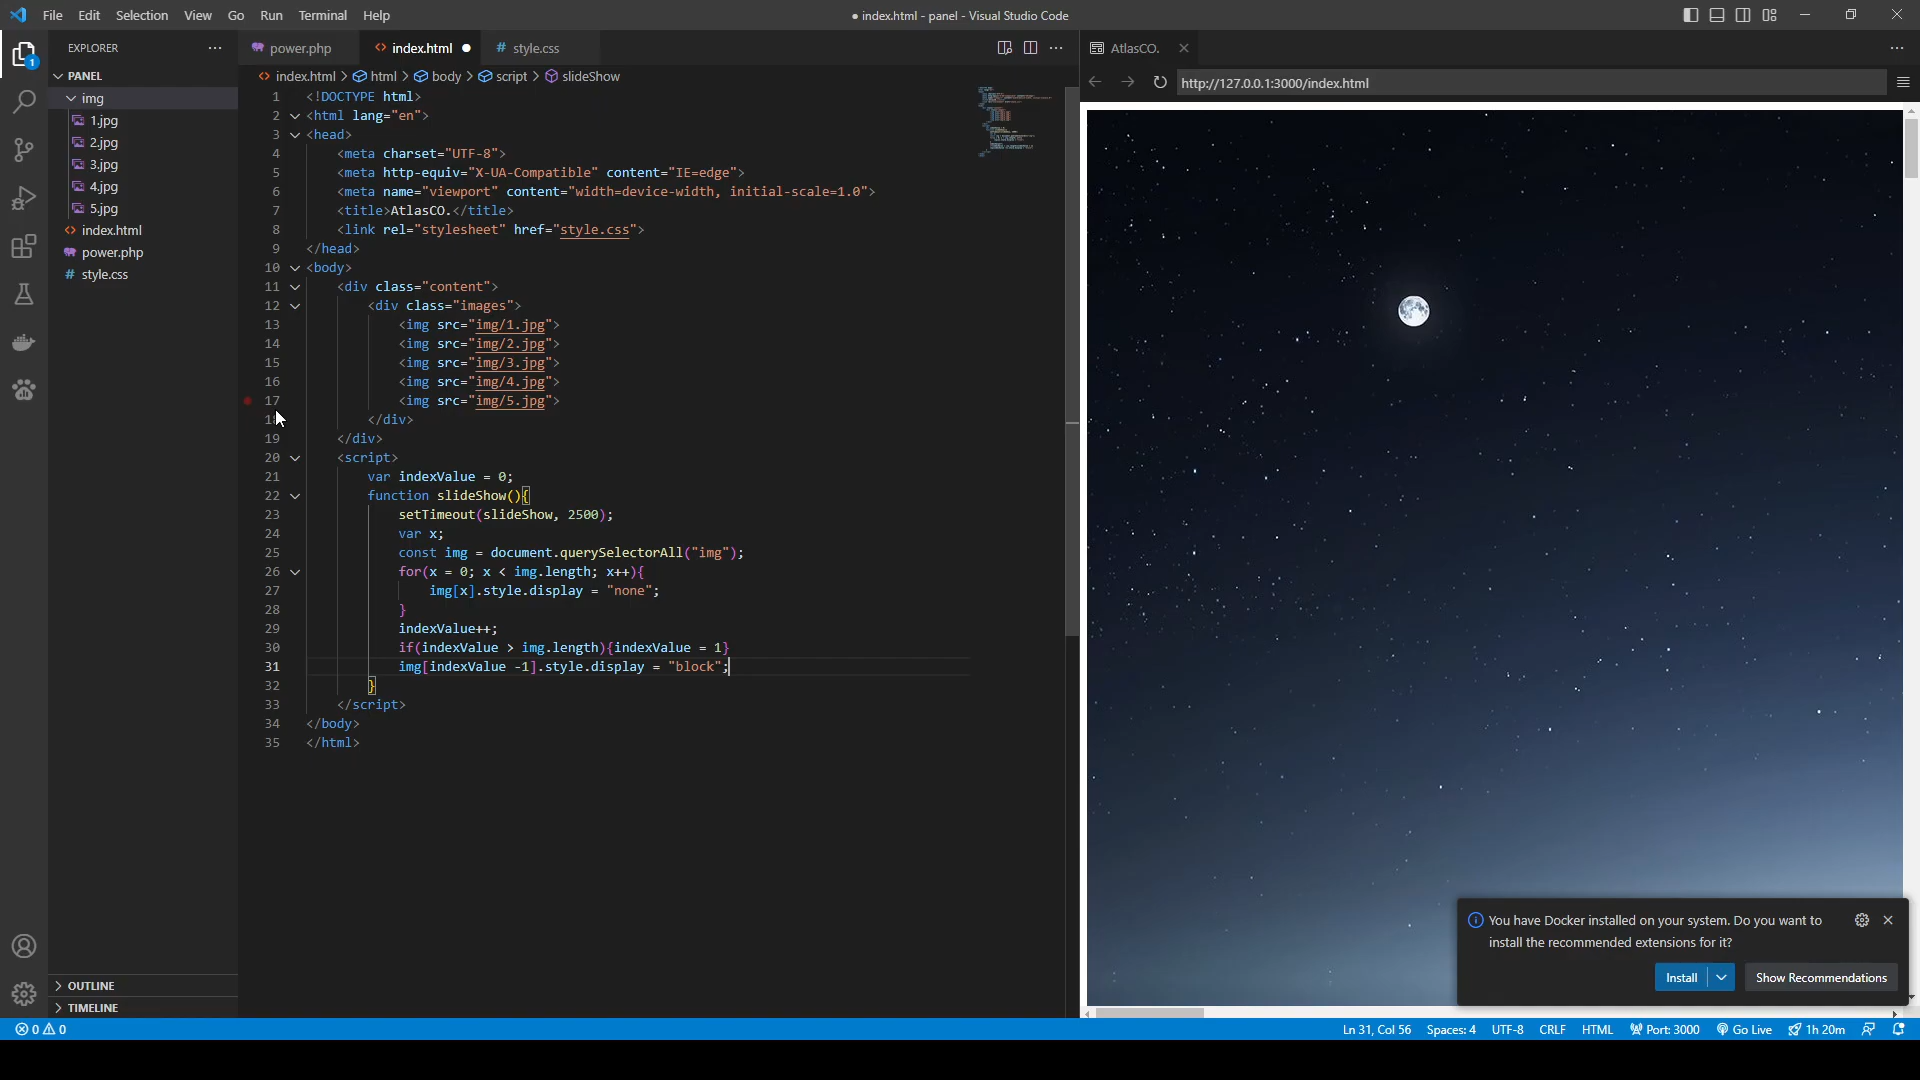 File Edit Selection View Go Run Terminal Help
● index.html - panel - Visual Studio Code
EXPLORER
PANEL
img
1.jpg
2.jpg
3.jpg
4.jpg
5.jpg
index.html
power.php
style.css
OUTLINE
TIMELINE
1
power.php
index.html
style.css
index.html > html > body > script > slideShow
1 <!DOCTYPE html>
2 <html lang="en">
3 <head>
4 <meta charset="UTF-8">
5 <meta http-equiv="X-UA-Compatible" content="IE=edge">
6 <meta name="viewport" content="width=device-width, initial-scale=1.0">
7 <title>AtlasCO.</title>
8 <link rel="stylesheet" href="style.css">
9 </head>
10 <body>
11 <div class="content">
12 <div class="images">
13 <img src="img/1.jpg">
14 <img src="img/2.jpg">
15 <img src="img/3.jpg">
16 <img src="img/4.jpg">
17 <img src="img/5.jpg">
18 </div>
19 </div>
20 <script>
21 var indexValue = 0;
22 function slideShow(){
23 setTimeout(slideShow, 2500);
24 var x;
25 const img = document.querySelectorAll("img");
26 for(x = 0; x < img.length; x++){
27 img[x].style.display = "none";
28 }
29 indexValue++;
30 if(indexValue > img.length){indexValue = 1}
31 img[indexValue -1].style.display = "block";
32 }
33 </script>
34 </body>
35 </html>
AtlasCO.
http://127.0.0.1:3000/index.html
You have Docker installed on your system. Do you want to
install the recommended extensions for it?
Install
Show Recommendations
0 0
Ln 31, Col 56 Spaces: 4 UTF-8 CRLF HTML Port: 3000 Go Live 1h 20m